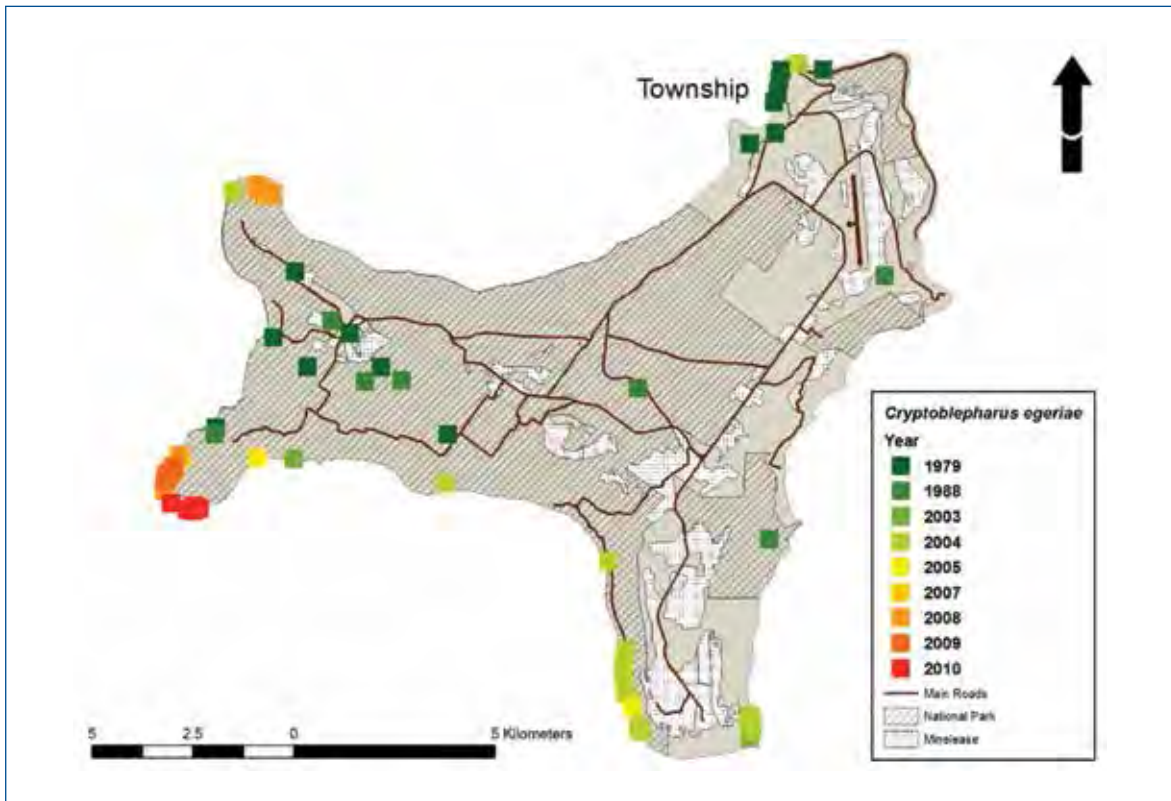 Township
Cryptoblepharus egeriae
Year
1979
1988
2003
2004
2005
2007
2008
2009
2010
Main Roads
National Park
Minelease
5 2.5 0 5 Kilometers